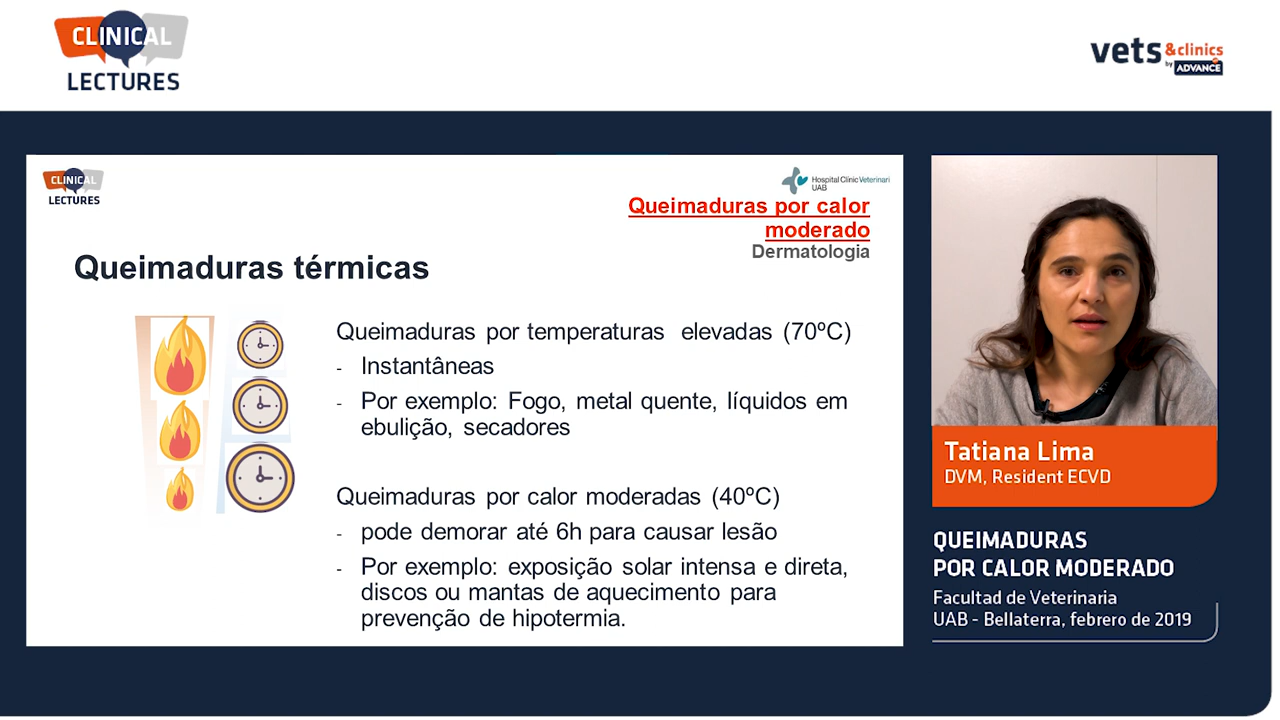 CLINICAL
LECTURES
vets &clinics
by ADVANCE
CLINICAL
LECTURES
Hospital Clínic Veterinari
UAB
Queimaduras por calor
moderado
Dermatologia
Queimaduras térmicas
Queimaduras por temperaturas elevadas (70ºC)
- Instantâneas
- Por exemplo: Fogo, metal quente, líquidos em
ebulição, secadores
Queimaduras por calor moderadas (40ºC)
- pode demorar até 6h para causar lesão
- Por exemplo: exposição solar intensa e direta,
discos ou mantas de aquecimento para
prevenção de hipotermia.
Tatiana Lima
DVM, Resident ECVD
QUEIMADURAS
POR CALOR MODERADO
Facultad de Veterinaria
UAB - Bellaterra, febrero de 2019